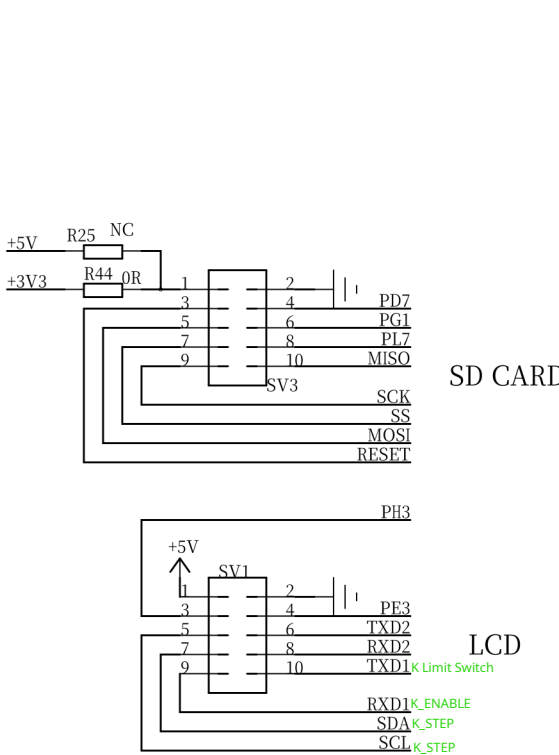 NC
R25
+5V
R44 0R
+3V3
1 2
3 4 PD7
5 6 PG1
7 8 PL7
9 10 MISO
SV3
SD CARD
SCK
SS
MOSI
RESET
PH3
+5V
SV1
1 2
3 4 PE3
5 6 TXD2
7 8 RXD2
LCD
9 10 TXD1 K Limit Switch
RXD1 K_ENABLE
SDA K_STEP
SCL K_STEP